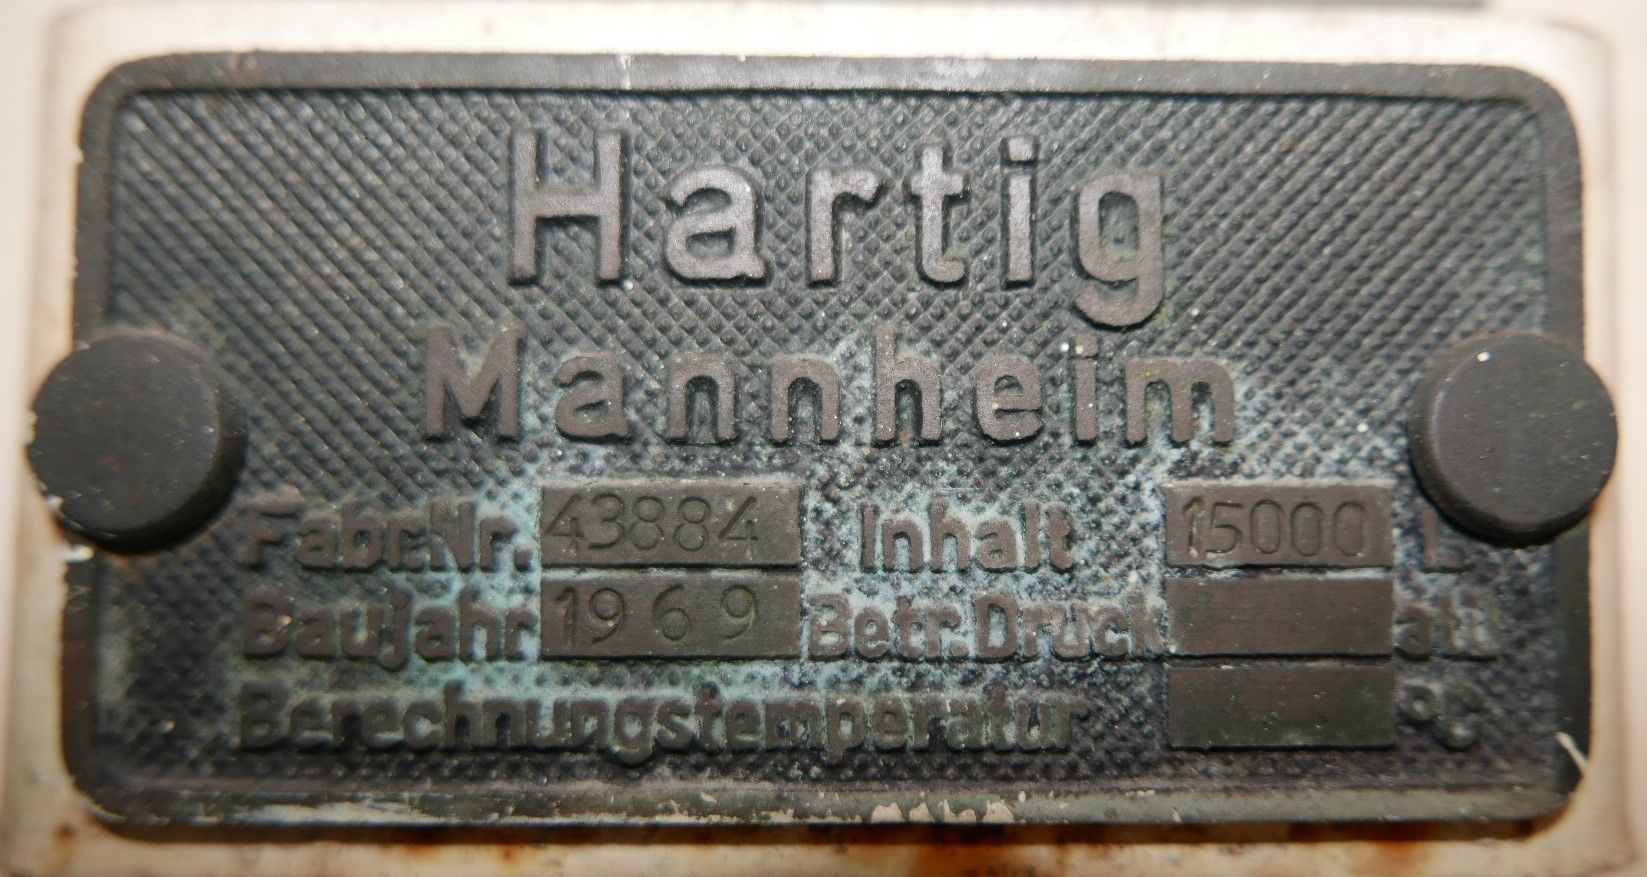 Hartig
Mannheim
Fabr.Nr. 43884 Inhalt 15000 L
Baujahr 1969 Betr.Druck atü
Berechnungstemperatur °C